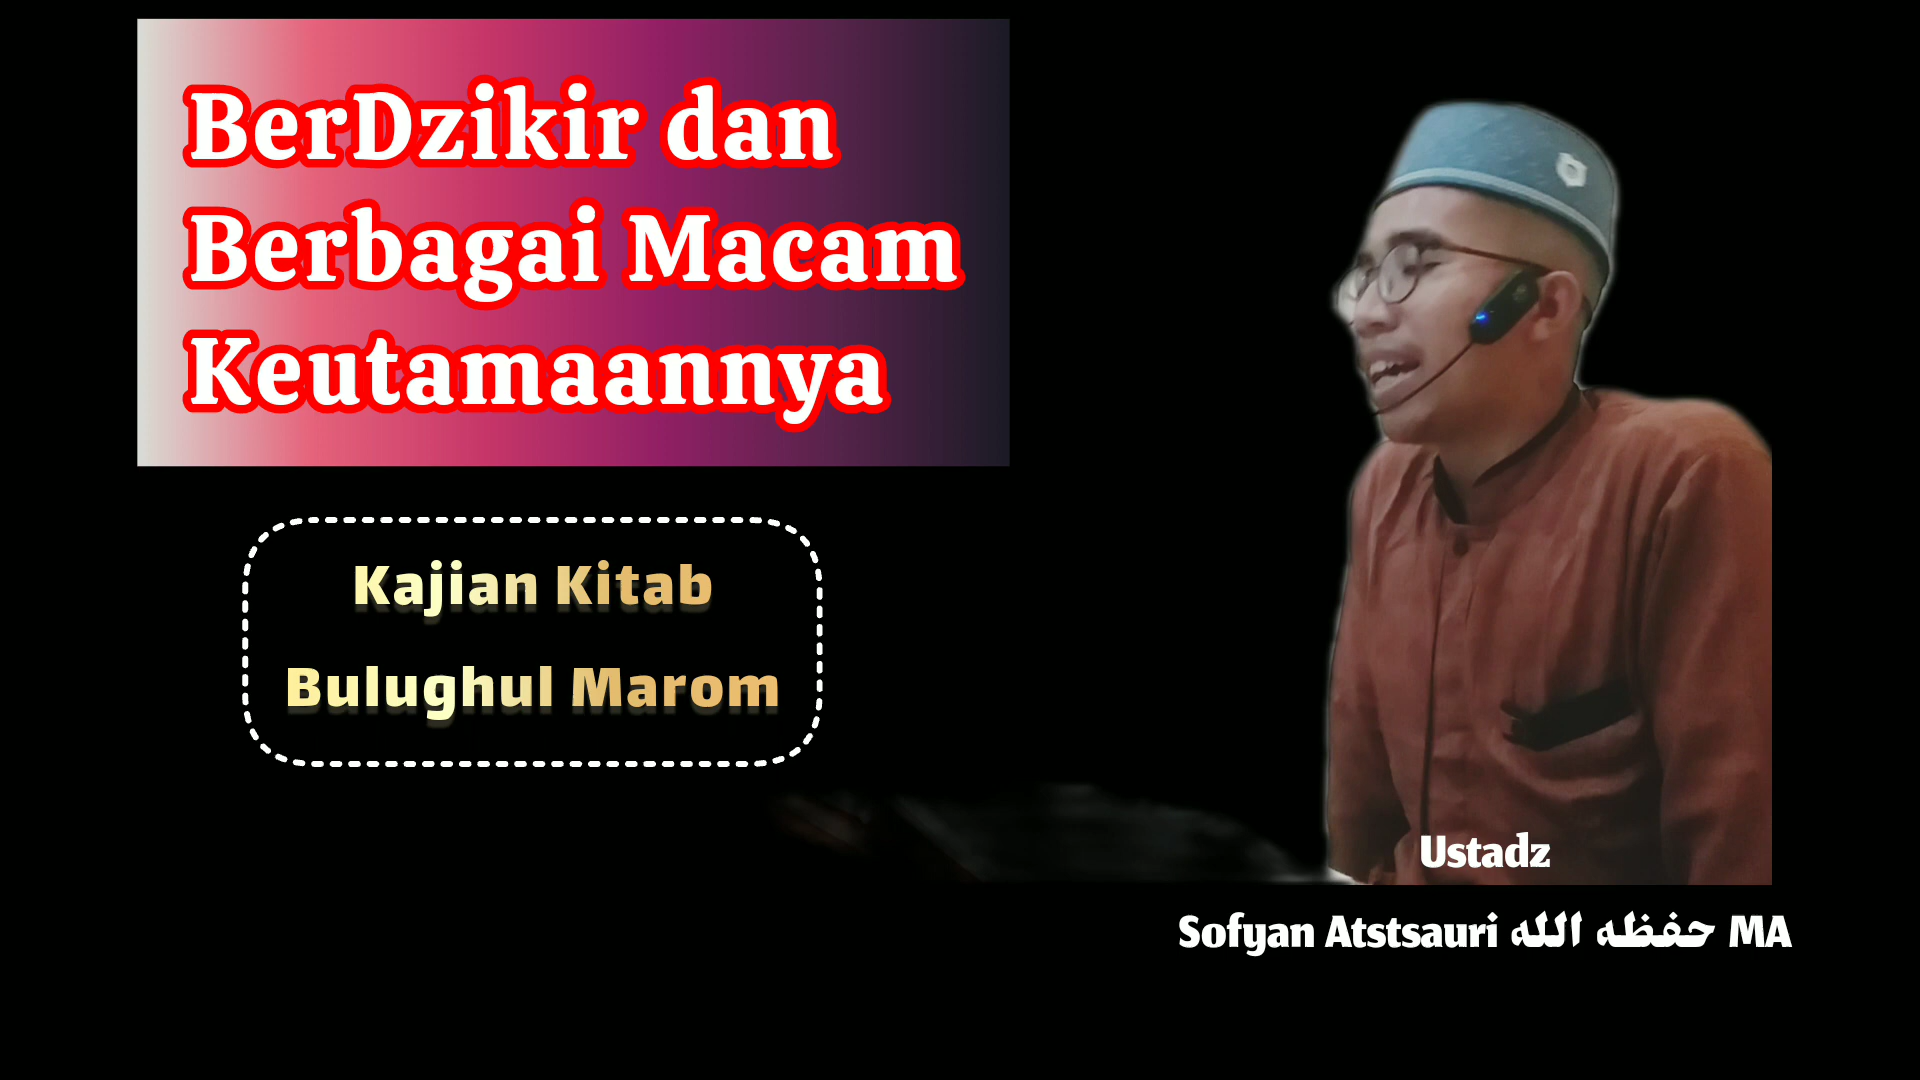 BerDzikir dan
Berbagai Macam
Keutamaannya
Kajian Kitab
Bulughul Marom
Ustadz
Sofyan Atstsauri حفظه الله MA